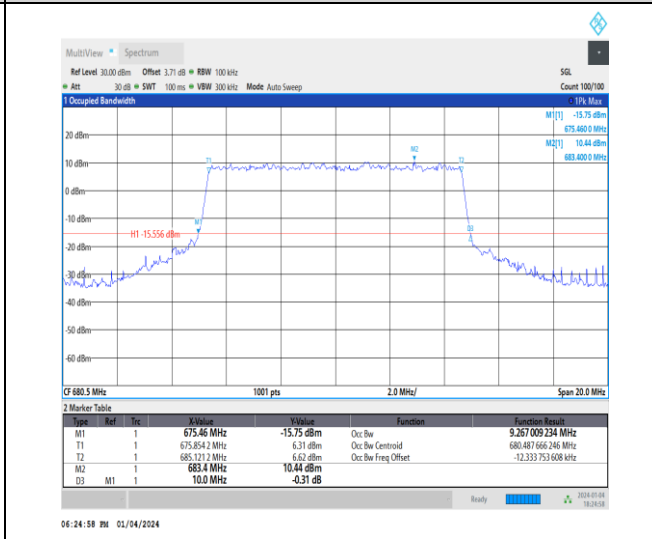 MultiView Spectrum
Ref Level 30.00 dBm Offset 3.71 dB RBW 100 kHz SGL
Att 30 dB SWT 100 ms VBW 300 kHz Mode Auto Sweep Count 100/100
1 Occupied Bandwidth 1Pk Max
M1[1] -15.75 dBm
675.460 0 MHz
M2[1] 10.44 dBm
683.400 0 MHz
20 dBm
10 dBm
0 dBm
-10 dBm
-20 dBm
-30 dBm
-40 dBm
-50 dBm
-60 dBm
T1
M2
T2
M1
D3
H1 -15.556 dBm
CF 680.5 MHz 1001 pts 2.0 MHz/ Span 20.0 MHz
2 Marker Table
Type Ref Trc X-Value Y-Value Function Function Result
M1 1 675.46 MHz -15.75 dBm Occ Bw 9.267 009 234 MHz
T1 1 675.854 2 MHz 6.31 dBm Occ Bw Centroid 680.487 666 246 MHz
T2 1 685.121 2 MHz 6.62 dBm Occ Bw Freq Offset -12.333 753 608 kHz
M2 1 683.4 MHz 10.44 dBm
D3 M1 1 10.0 MHz -0.31 dB
Ready 2024-01-04
18:24:58
06:24:58 PM 01/04/2024